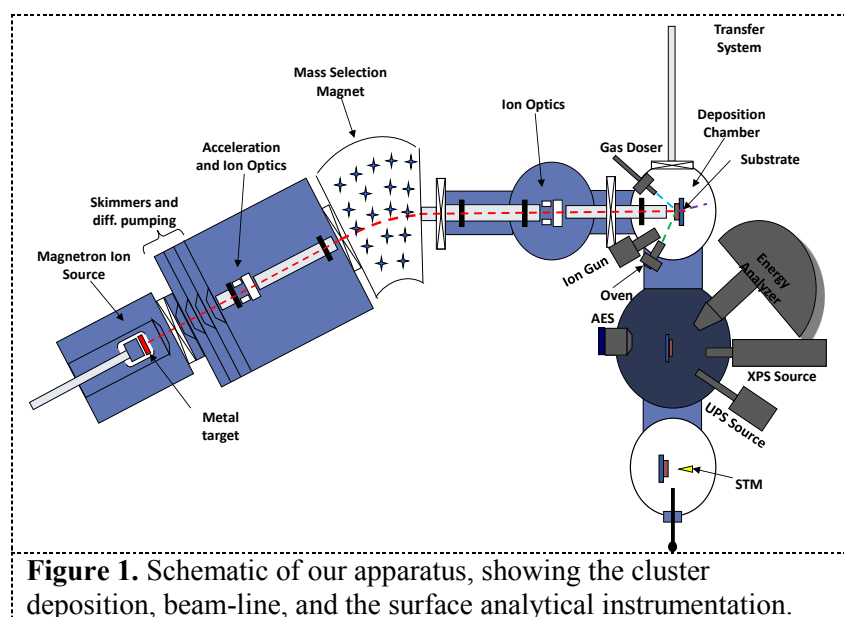 Transfer
System
Mass Selection
Magnet
Ion Optics
Deposition
Chamber
Gas Doser
Substrate
Acceleration
and Ion Optics
Skimmers and
diff. pumping
Magnetron Ion
Source
Ion Gun
Oven
Energy
Analyzer
AES
XPS Source
UPS Source
Metal
target
STM
Figure 1. Schematic of our apparatus, showing the cluster
deposition, beam-line, and the surface analytical instrumentation.